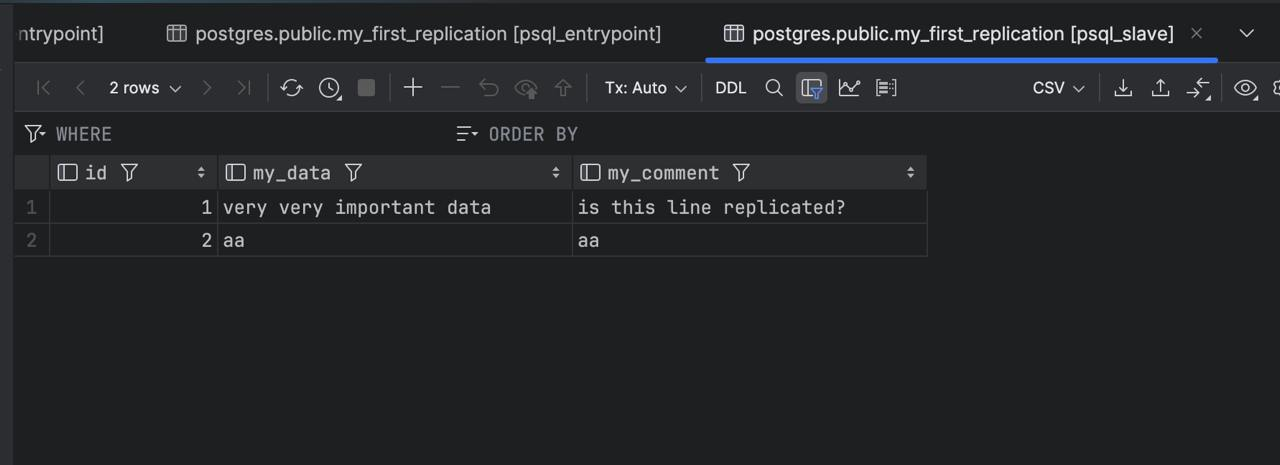 ntrypoint] postgres.public.my_first_replication [psql_entrypoint] postgres.public.my_first_replication [psql_slave]
2 rows Tx: Auto DDL CSV
WHERE ORDER BY
id my_data my_comment
1 1 very very important data is this line replicated?
2 2 aa aa